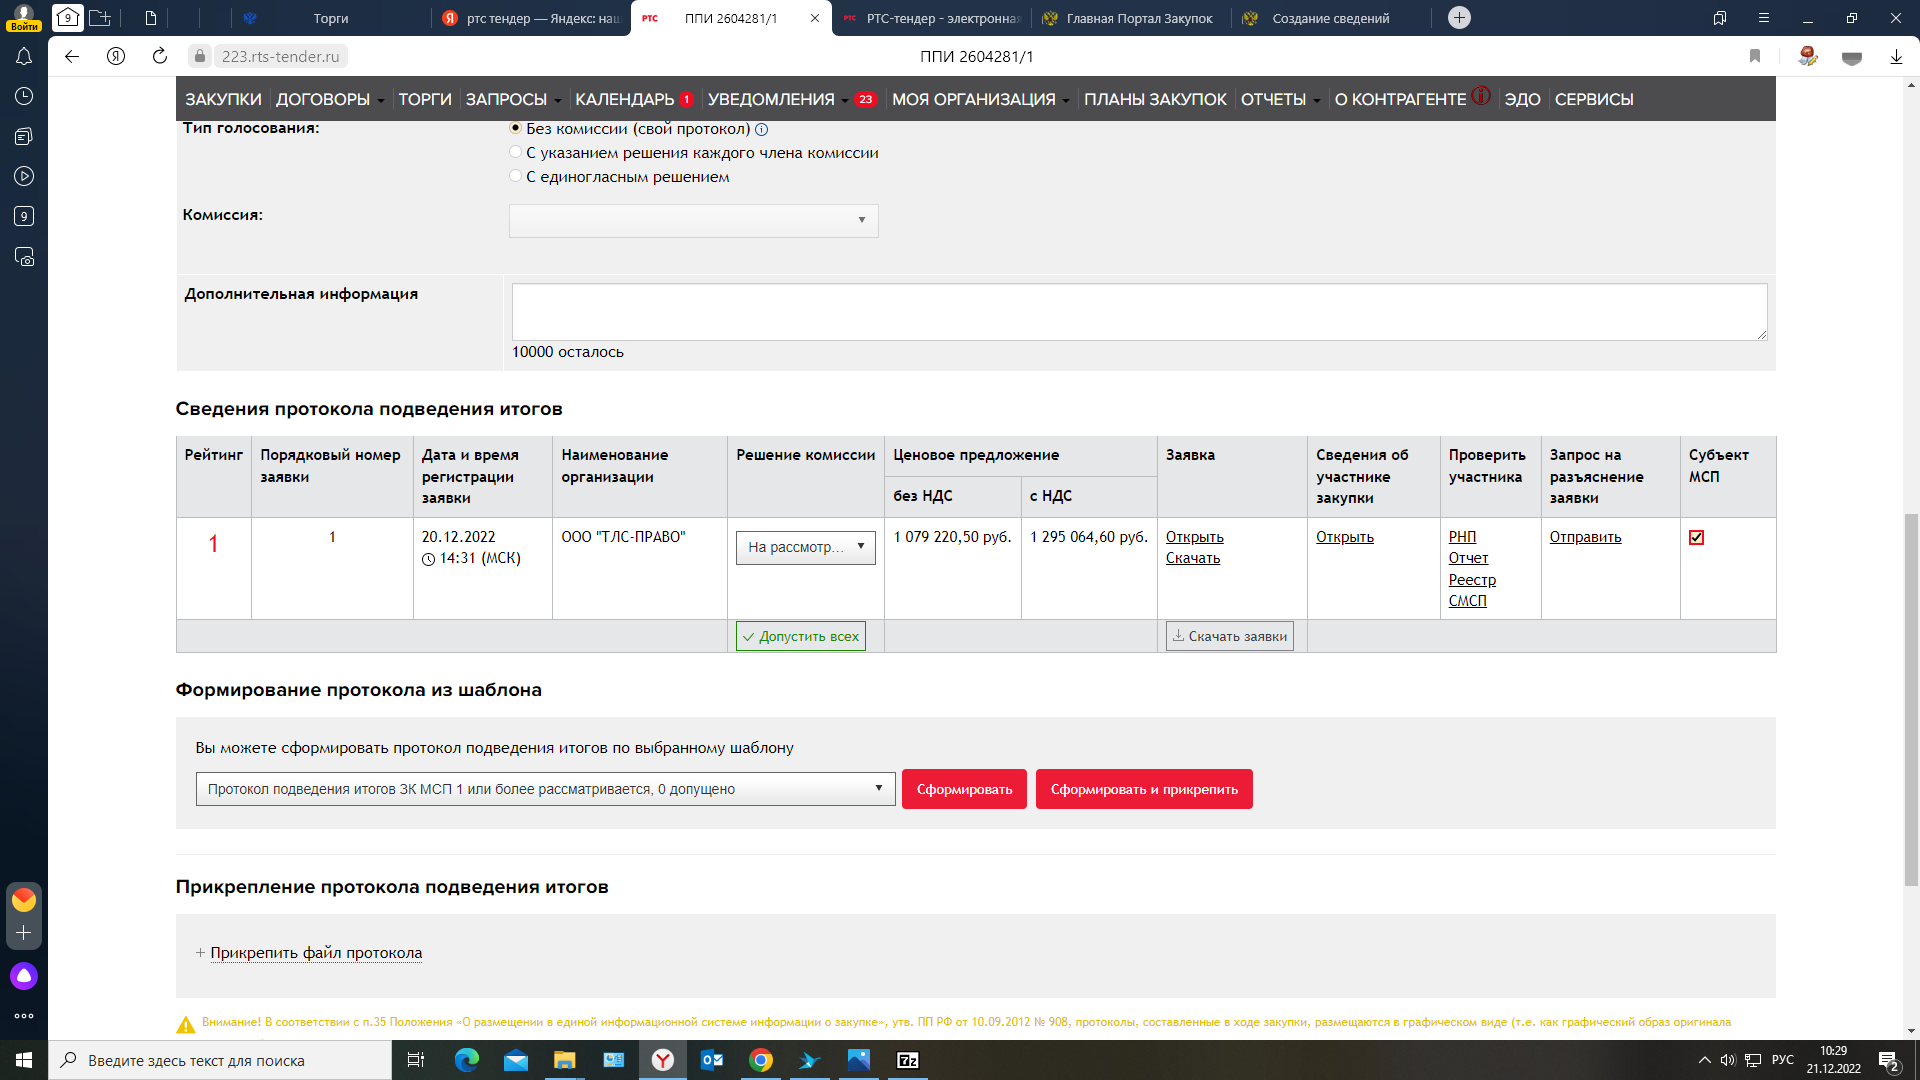 Войти
9
Торги
ртс тендер — Яндекс: наш
РТС ППИ 2604281/1
РТС РТС-тендер - электронная
Главная Портал Закупок
Создание сведений
223.rts-tender.ru
ППИ 2604281/1
9
ЗАКУПКИ ДОГОВОРЫ ТОРГИ ЗАПРОСЫ КАЛЕНДАРЬ 1 УВЕДОМЛЕНИЯ 23 МОЯ ОРГАНИЗАЦИЯ ПЛАНЫ ЗАКУПОК ОТЧЕТЫ О КОНТРАГЕНТЕ ЭДО СЕРВИСЫ
Тип голосования:
Без комиссии (свой протокол)
С указанием решения каждого члена комиссии
С единогласным решением
Комиссия:
Дополнительная информация
10000 осталось
Сведения протокола подведения итогов
Рейтинг
Порядковый номер
заявки
Дата и время
регистрации
заявки
Наименование
организации
Решение комиссии
Ценовое предложение
без НДС
с НДС
Заявка
Сведения об
участнике
закупки
Проверить
участника
Запрос на
разъяснение
заявки
Субъект
МСП
1
1
20.12.2022
14:31 (МСК)
ООО "ТЛС-ПРАВО"
На рассмотр...
1 079 220,50 руб.
1 295 064,60 руб.
Открыть
Скачать
Открыть
РНП
Отчет
Реестр
СМСП
Отправить
Допустить всех
Скачать заявки
Формирование протокола из шаблона
Вы можете сформировать протокол подведения итогов по выбранному шаблону
Протокол подведения итогов ЗК МСП 1 или более рассматривается, 0 допущено
Сформировать
Сформировать и прикрепить
Прикрепление протокола подведения итогов
+ Прикрепить файл протокола
Внимание! В соответствии с п.35 Положения «О размещении в единой информационной системе информации о закупке», утв. ПП РФ от 10.09.2012 № 908, протоколы, составленные в ходе закупки, размещаются в графическом виде (т.е. как графический образ оригинала
Введите здесь текст для поиска
7z
РУС
10:29
21.12.2022
2